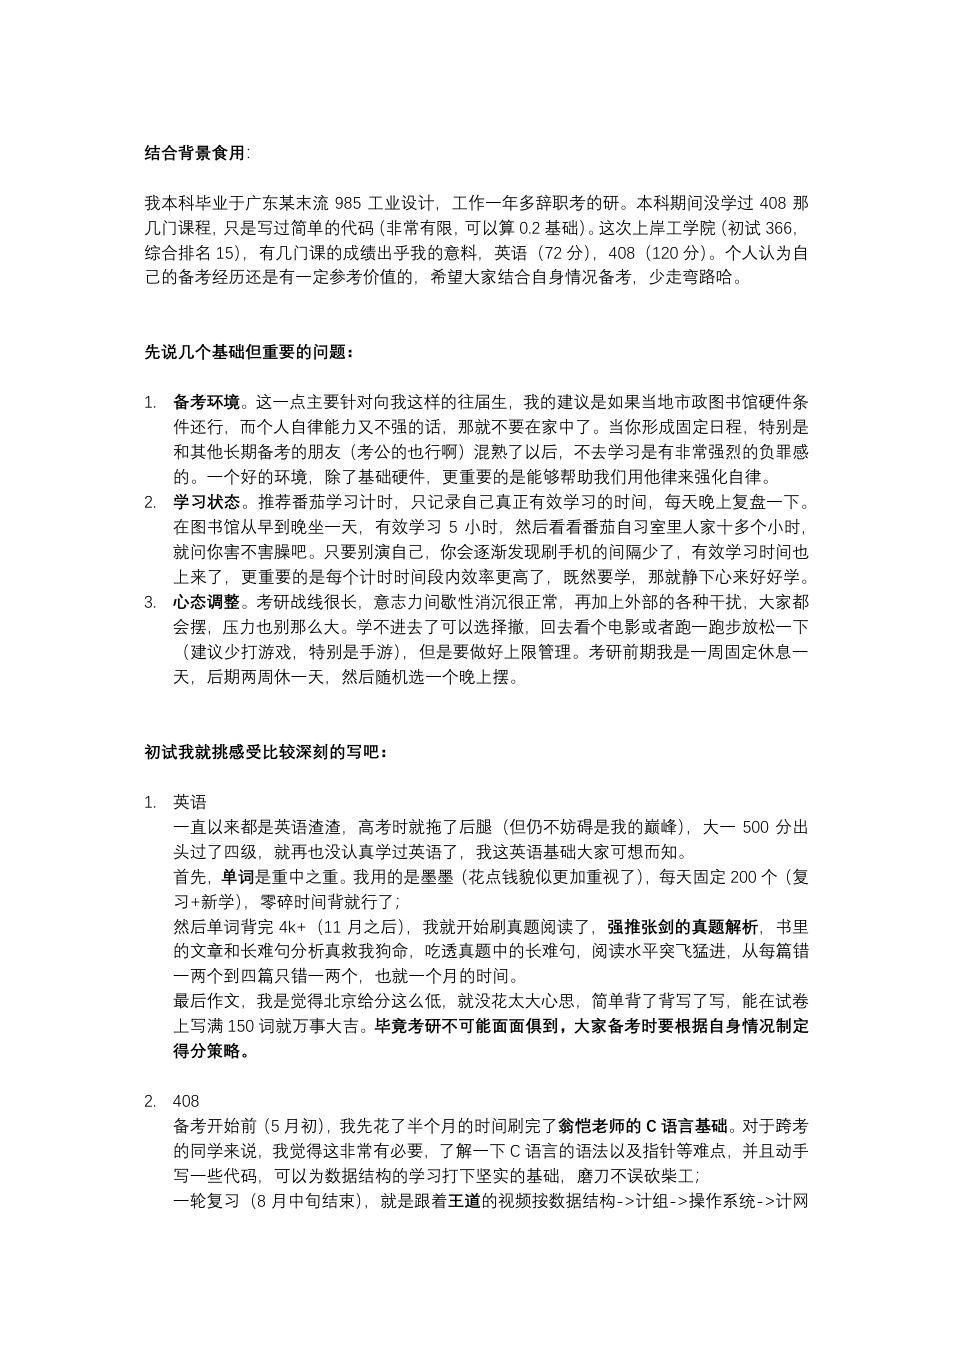 结合背景食用:
我本科毕业于广东某末流 985 工业设计，工作一年多辞职考的研。本科期间没学过 408 那
几门课程，只是写过简单的代码（非常有限，可以算 0.2 基础）。这次上岸工学院（初试 366，
综合排名 15），有几门课的成绩出乎我的意料，英语（72 分），408（120 分）。个人认为自
己的备考经历还是有一定参考价值的，希望大家结合自身情况备考，少走弯路哈。
先说几个基础但重要的问题：
1. 备考环境。这一点主要针对向我这样的往届生，我的建议是如果当地市政图书馆硬件条
件还行，而个人自律能力又不强的话，那就不要在家中了。当你形成固定日程，特别是
和其他长期备考的朋友（考公的也行啊）混熟了以后，不去学习是有非常强烈的负罪感
的。一个好的环境，除了基础硬件，更重要的是能够帮助我们用他律来强化自律。
2. 学习状态。推荐番茄学习计时，只记录自己真正有效学习的时间，每天晚上复盘一下。
在图书馆从早到晚坐一天，有效学习 5 小时，然后看看番茄自习室里人家十多个小时，
就问你害不害臊吧。只要别演自己，你会逐渐发现刷手机的间隔少了，有效学习时间也
上来了，更重要的是每个计时时间段内效率更高了，既然要学，那就静下心来好好学。
3. 心态调整。考研战线很长，意志力间歇性消沉很正常，再加上外部的各种干扰，大家都
会摆，压力也别那么大。学不进去了可以选择撤，回去看个电影或者跑一跑步放松一下
（建议少打游戏，特别是手游），但是要做好上限管理。考研前期我是一周固定休息一
天，后期两周休一天，然后随机选一个晚上摆。
初试我就挑感受比较深刻的写吧：
1. 英语
一直以来都是英语渣渣，高考时就拖了后腿（但仍不妨碍是我的巅峰），大一 500 分出
头过了四级，就再也没认真学过英语了，我这英语基础大家可想而知。
首先，单词是重中之重。我用的是墨墨（花点钱貌似更加重视了），每天固定 200 个（复
习+新学），零碎时间背就行了；
然后单词背完 4k+（11 月之后），我就开始刷真题阅读了，强推张剑的真题解析，书里
的文章和长难句分析真救我狗命，吃透真题中的长难句，阅读水平突飞猛进，从每篇错
一两个到四篇只错一两个，也就一个月的时间。
最后作文，我是觉得北京给分这么低，就没花太大心思，简单背了背写了写，能在试卷
上写满 150 词就万事大吉。毕竟考研不可能面面俱到，大家备考时要根据自身情况制定
得分策略。
2. 408
备考开始前（5 月初），我先花了半个月的时间刷完了翁恺老师的 C 语言基础。对于跨考
的同学来说，我觉得这非常有必要，了解一下 C 语言的语法以及指针等难点，并且动手
写一些代码，可以为数据结构的学习打下坚实的基础，磨刀不误砍柴工；
一轮复习（8 月中旬结束），就是跟着王道的视频按数据结构->计组->操作系统->计网